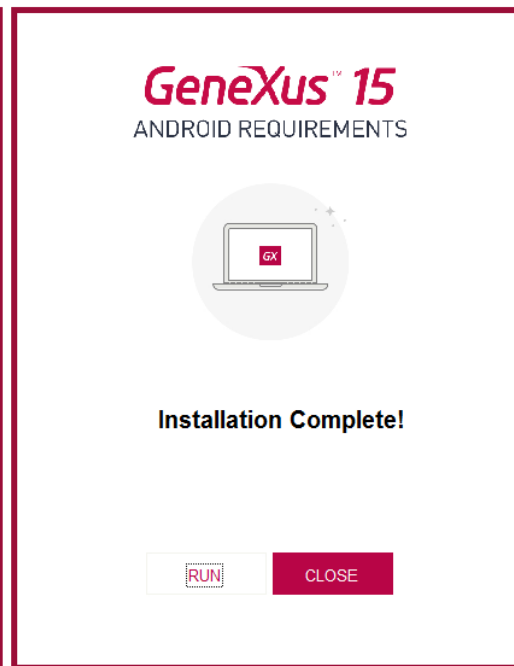 GeneXus™ 15
ANDROID REQUIREMENTS
GX
Installation Complete!
RUN
CLOSE